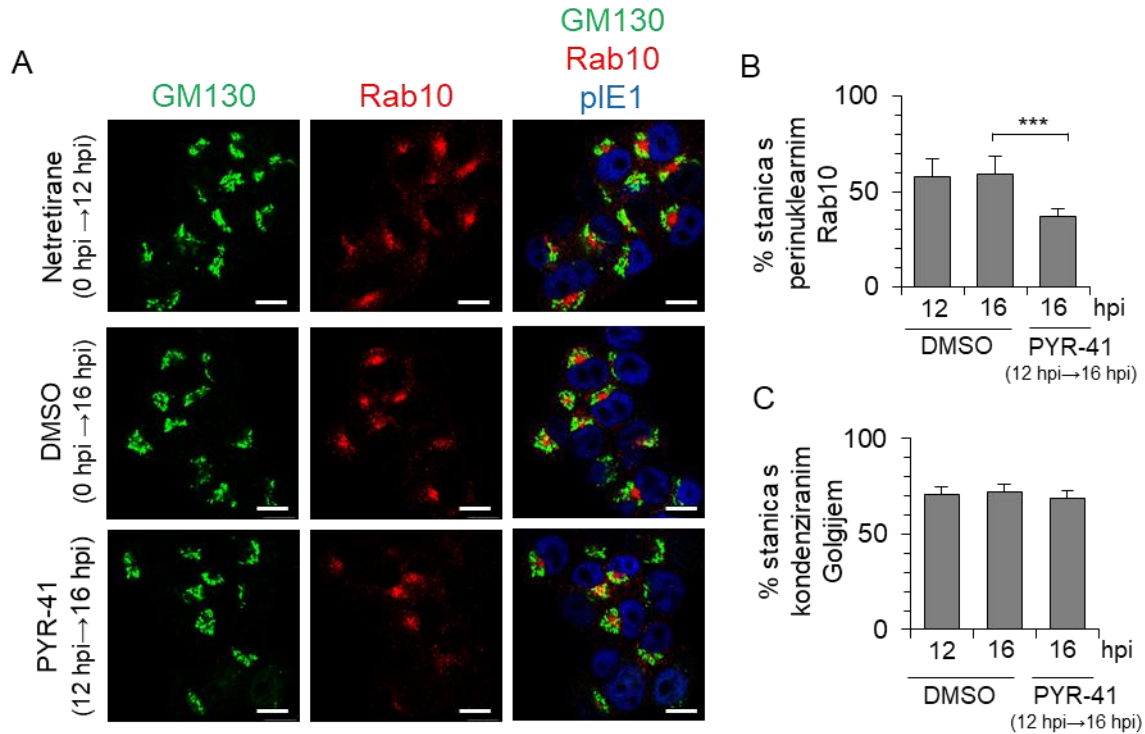 A
GM130
Rab10
GM130
Rab10
pIE1
Netretirane
(0 hpi →12 hpi)
DMSO
(0 hpi →16 hpi)
PYR-41
(12 hpi→16 hpi)
B
% stanica s
perinuklearnim
Rab10
100
50
0
***
12 16 16 hpi
DMSO PYR-41
(12 hpi→16 hpi)
C
% stanica s
kondenziranim
Golgijem
100
50
0
12 16 16 hpi
DMSO PYR-41
(12 hpi→16 hpi)